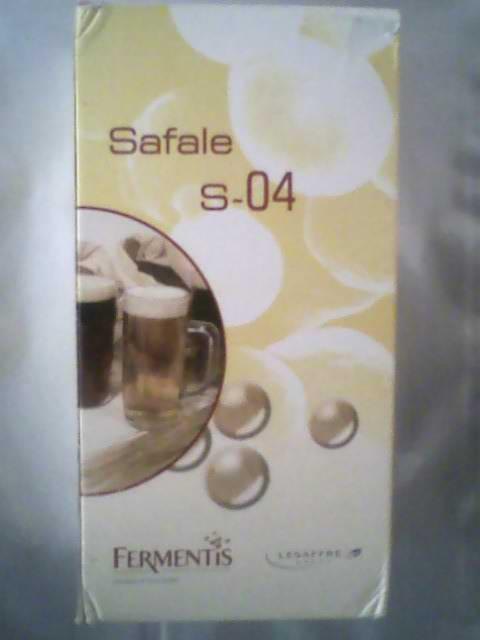 Safale
S-04
FERMENTIS
LESAFFRE